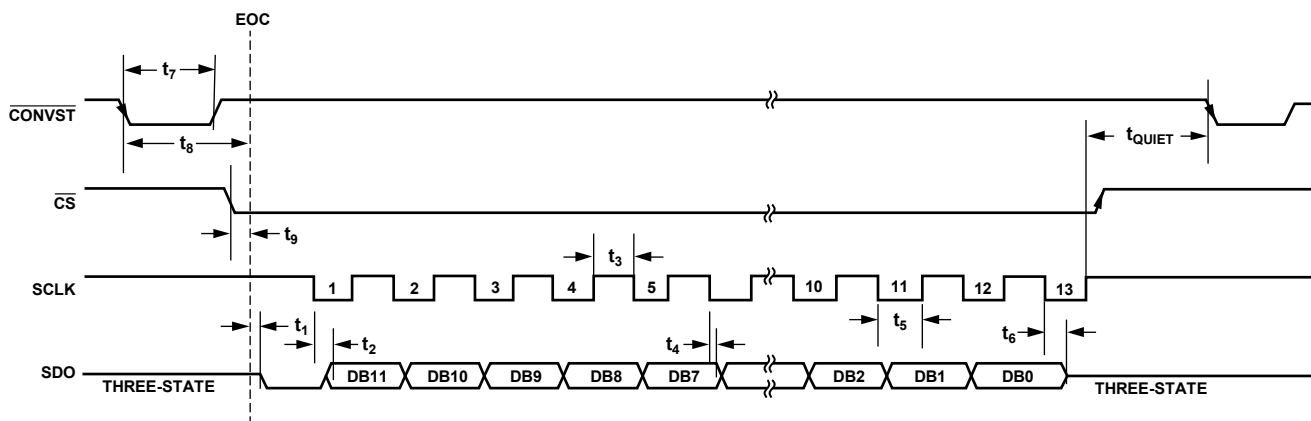 EOC
t7
CONVST
t8
tQUIET
CS
t9
t3
SCLK
1 2 3 4 5 10 11 12 13
t1
t2
t4
t5
t6
SDO
THREE-STATE
DB11 DB10 DB9 DB8 DB7 DB2 DB1 DB0
THREE-STATE